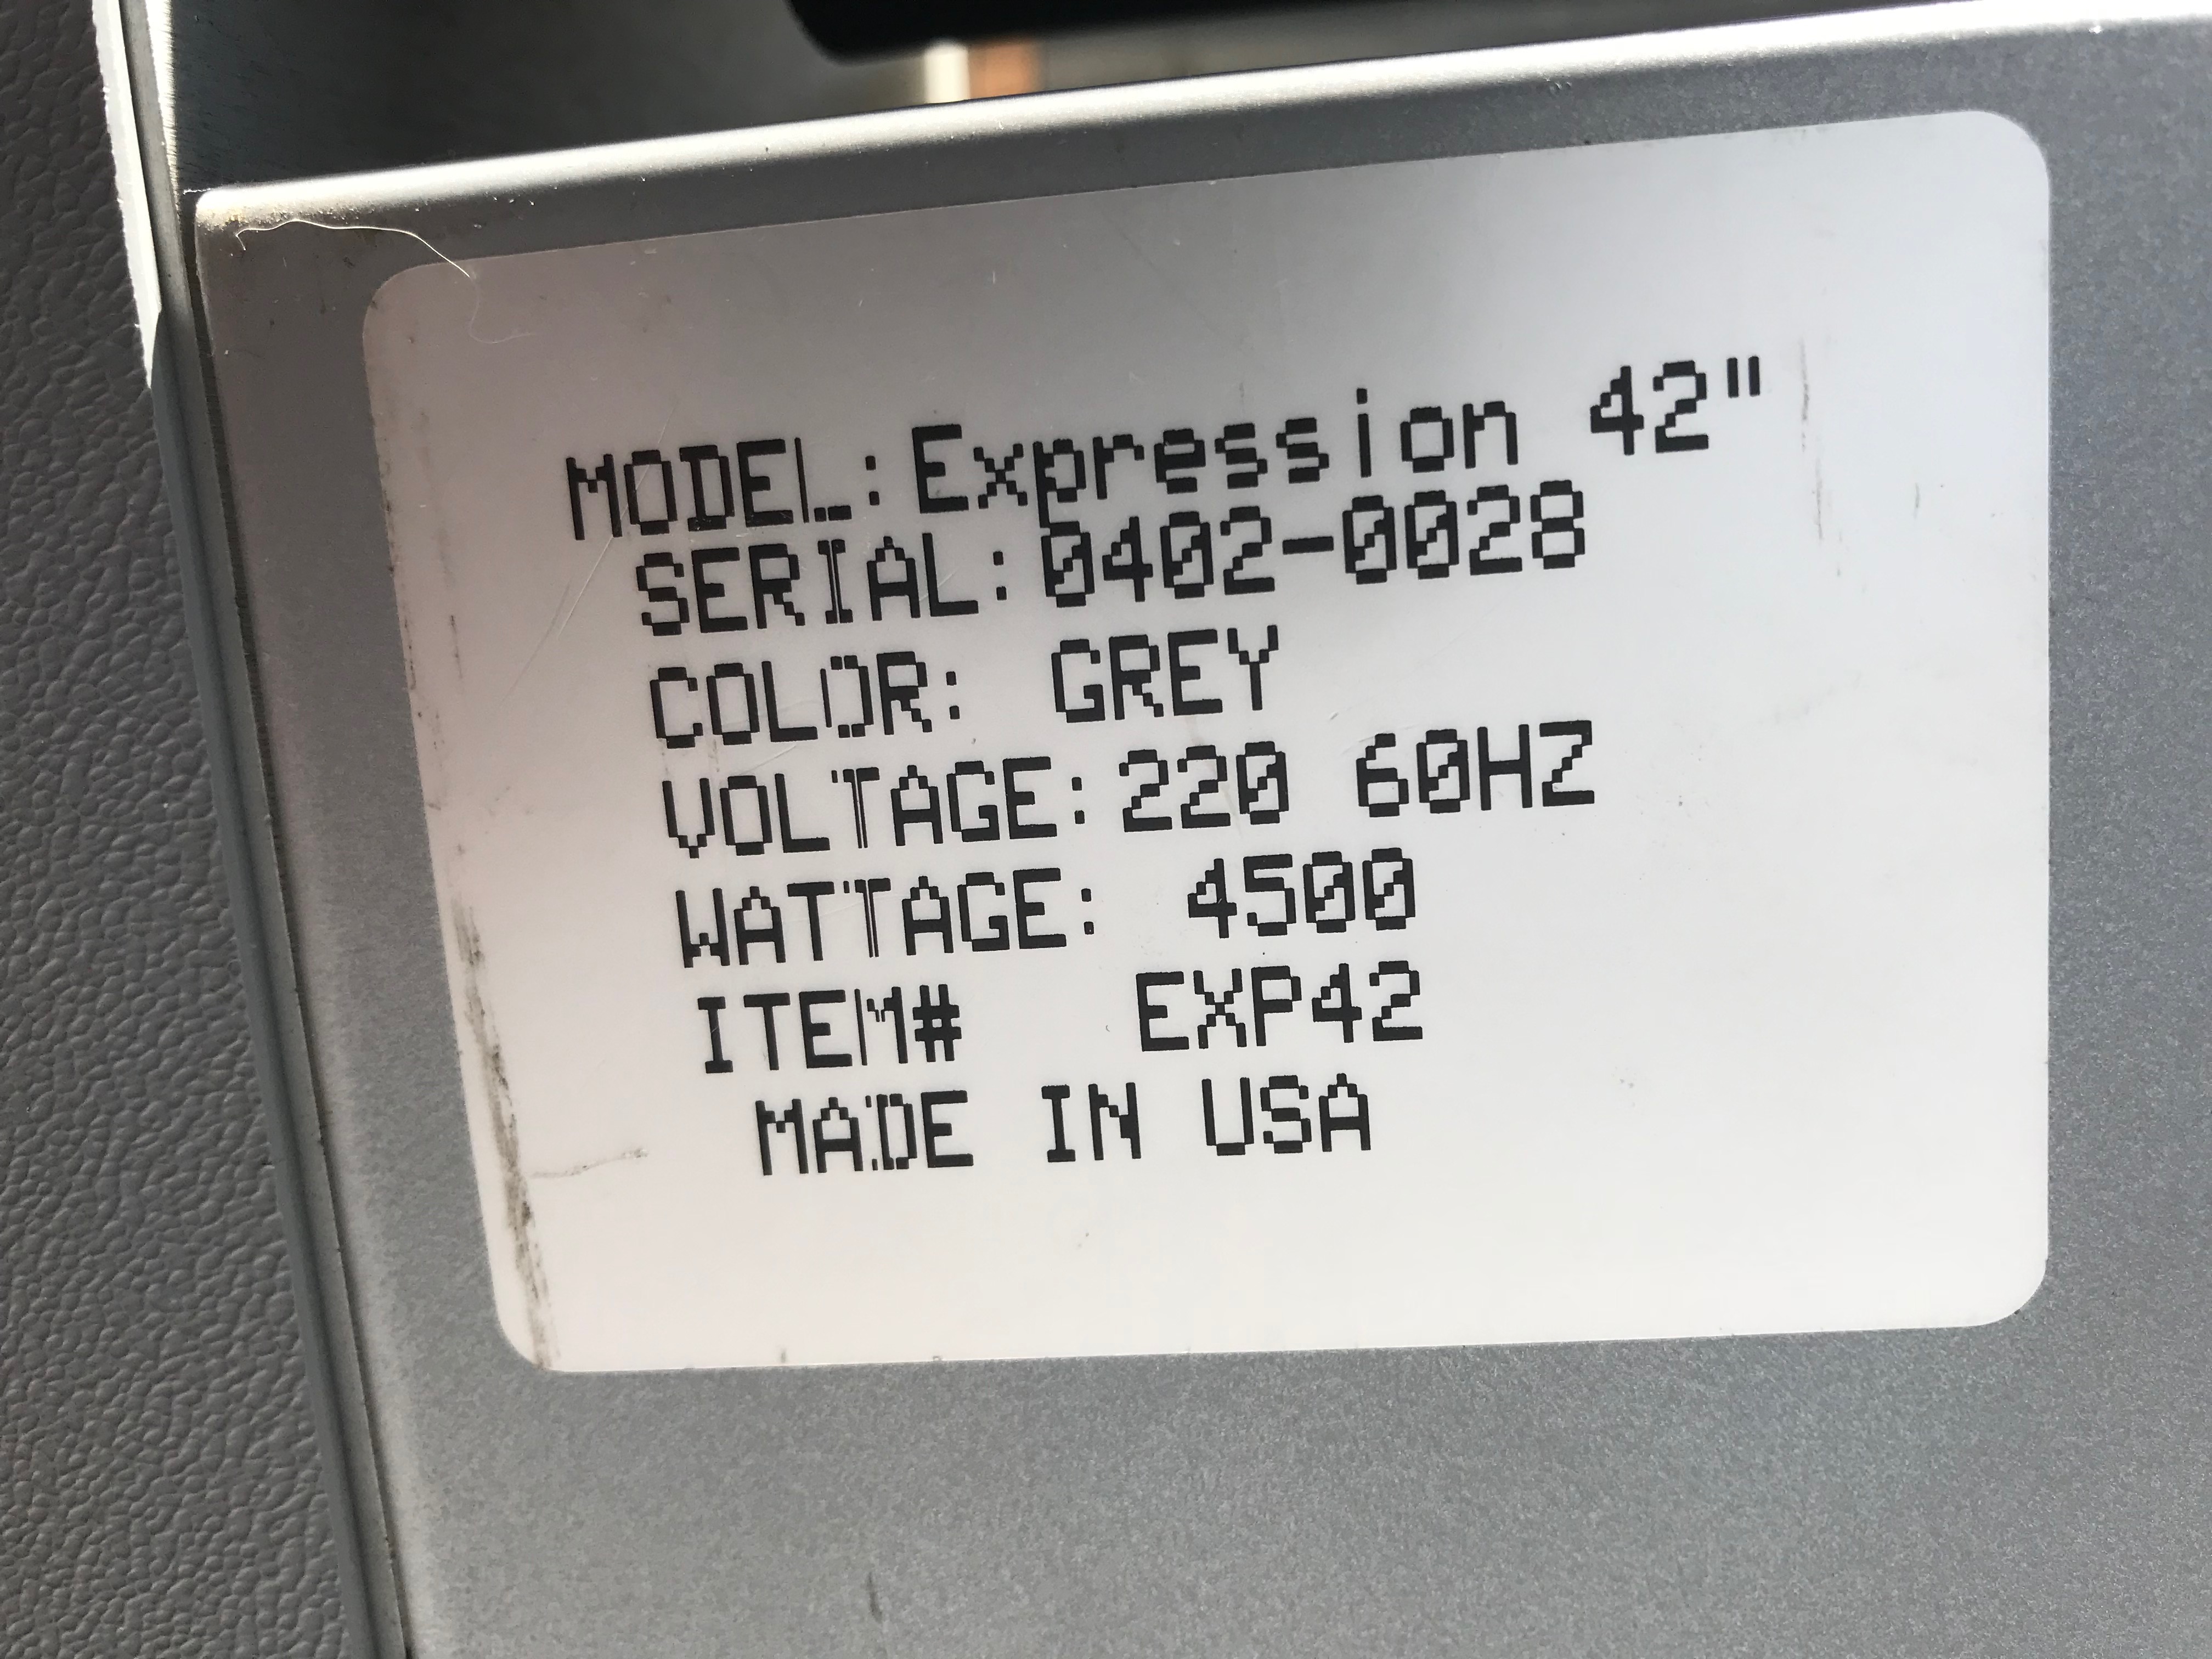 MODEL:Expression 42"
SERIAL:0402-0028
COLOR: GREY
VOLTAGE:220 60HZ
WATTAGE: 4500
ITEM# EXP42
MADE IN USA